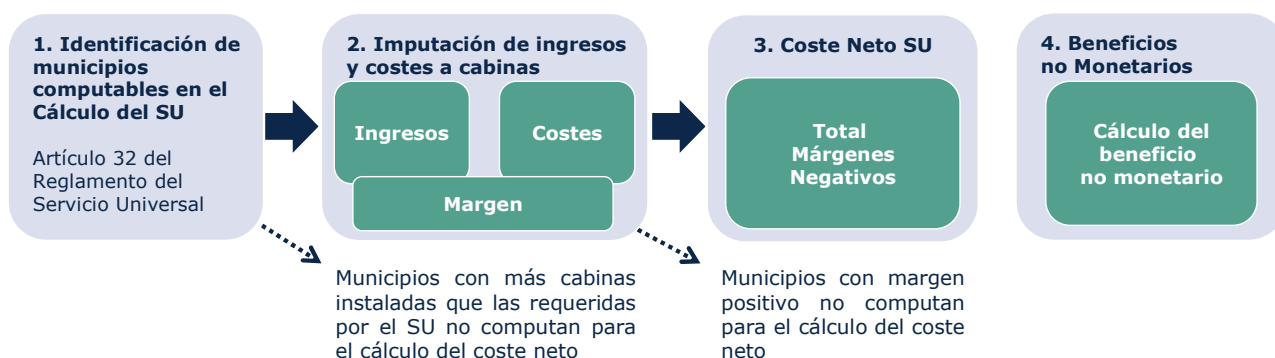 1. Identificación de
municipios
computables en el
Cálculo del SU
Artículo 32 del
Reglamento del
Servicio Universal
2. Imputación de ingresos
y costes a cabinas
Ingresos
Costes
Margen
3. Coste Neto SU
Total
Márgenes
Negativos
4. Beneficios
no Monetarios
Cálculo del
beneficio
no monetario
Municipios con más cabinas
instaladas que las requeridas
por el SU no computan para
el cálculo del coste neto
Municipios con margen
positivo no computan
para el cálculo del coste
neto